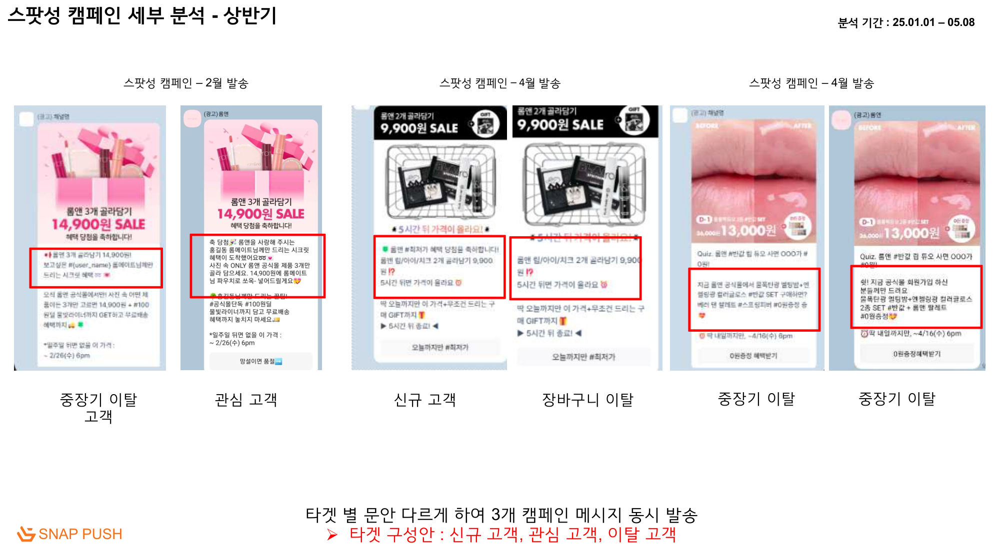 스팟성 캠페인 세부 분석 - 상반기
분석 기간 : 25.01.01 – 05.08
스팟성 캠페인 – 2월 발송
스팟성 캠페인 – 4월 발송
스팟성 캠페인 – 4월 발송
(광고) 채널명
롬앤 3개 골라담기
14,900원 SALE
혜택 당첨을 축하합니다!
롬앤 3개 골라담기 14,900원!
보고싶은 #{user_name} 롬메이트님께만
드리는 시크릿 혜택
오직 롬앤 공식몰에서만! 사진 속 어떤 제
품이든 3개만 고르면 14,900원 + #100
원딜 물빛라이너까지 GET하고 무료배송
혜택까지
*일주일 뒤면 없을 이 가격 :
~ 2/26(수) 6pm
(광고) 롬앤
롬앤 3개 골라담기
14,900원 SALE
혜택 당첨을 축하합니다!
축 당첨🎉 롬앤을 사랑해 주시는
홍길동 롬메이트님께만 드리는 시크릿
혜택이 도착했어요➿💌
사진 속 ONLY 롬앤 공식몰 제품 3개만
골라 담으세요. 14,900원에 롬메이트
님 파우치로 쏘옥- 넣어드릴게요💝
홍길동님께만 드리는 꿀팁!
#공식몰단독 #100원딜
물빛라이너까지 담고 무료배송
혜택까지 놓치지 마세요🚚
*일주일 뒤면 없을 이 가격 :
~ 2/26(수) 6pm
망설이면 품절➡️
롬앤 2개 골라담기
9,900원 SALE
GIFT
5시간 뒤 가격이 올라요!
🍀 롬앤 #최저가 혜택 당첨을 축하합니다!
롬앤 립/아이/치크 2개 골라담기 9,900
원⁉️
5시간 뒤면 가격이 올라요⏰
딱 오늘까지만 이 가격+무조건 드리는 구
매 GIFT까지🎁
▶ 5시간 뒤 종료! ◀
오늘까지만 #최저가
롬앤 2개 골라담기
9,900원 SALE
GIFT
5시간 뒤 가격이 올라요!
롬앤 립/아이/치크 2개 골라담기 9,900
원⁉️
5시간 뒤면 가격이 올라요⏰
딱 오늘까지만 이 가격+무조건 드리는 구
매 GIFT까지🎁
▶ 5시간 뒤 종료! ◀
오늘까지만 #최저가
(광고) 채널명
BEFORE
AFTER
D-1
26,000원 13,000원
Quiz. 롬앤 #반값 립 듀오 사면 OOO가 #
0원!
지금 롬앤 공식몰에서 물폭탄광 멜팅밤+엔
젤링광 컬러글로스 #반값 SET 구매하면?
베러 댄 팔레트 #스프링피버 #0원증정 중
💝
⏰ 딱 내일까지만, ~4/16(수) 6pm
0원증정 혜택받기
(광고) 롬앤
BEFORE
AFTER
D-1
26,000원 13,000원
Quiz. 롬앤 #반값 립 듀오 사면 OOO가
#0원!
쉿! 지금 공식몰 회원가입 하신
분들께만 드려요
물폭탄광 멜팅밤+엔젤링광 컬러글로스
2종 SET #반값 + 롬앤 팔레트
#0원증정💝
⏰딱 내일까지만, ~4/16(수) 6pm
0원증정혜택받기
중장기 이탈
고객
관심 고객
신규 고객
장바구니 이탈
중장기 이탈
중장기 이탈
타겟 별 문안 다르게 하여 3개 캠페인 메시지 동시 발송
➢ 타겟 구성안 : 신규 고객, 관심 고객, 이탈 고객
SNAP PUSH